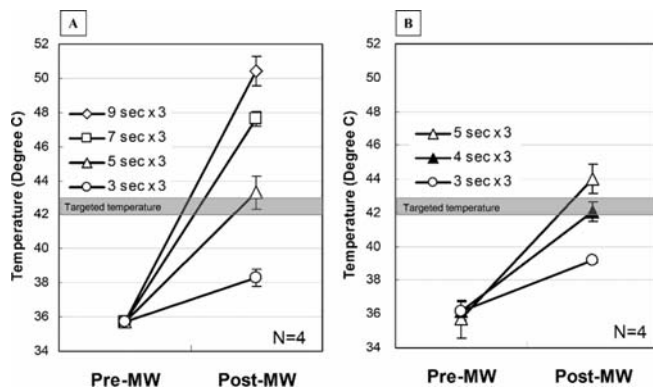 A
Temperature (Degree C)
52
50
48
46
44
42
40
38
36
34
9 sec x 3
7 sec x 3
5 sec x 3
3 sec x 3
Targeted temperature
N=4
Pre-MW Post-MW
B
Temperature (Degree C)
52
50
48
46
44
42
40
38
36
34
5 sec x 3
4 sec x 3
3 sec x 3
Targeted temperature
N=4
Pre-MW Post-MW